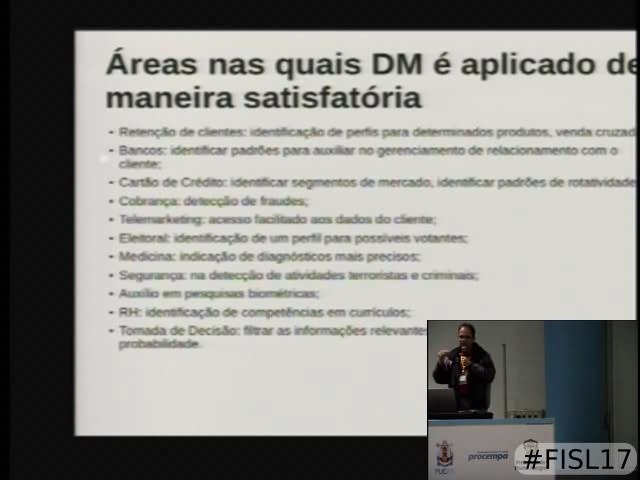 Áreas nas quais DM é aplicado de
maneira satisfatória
• Retenção de clientes: identificação de perfis para determinados produtos, venda cruzad
• Bancos: identificar padrões para auxiliar no gerenciamento de relacionamento com o
cliente;
• Cartão de Crédito: identificar segmentos de mercado, identificar padrões de rotatividade
• Cobrança: detecção de fraudes;
• Telemarketing: acesso facilitado aos dados do cliente;
• Eleitoral: identificação de um perfil para possíveis votantes;
• Medicina: indicação de diagnósticos mais precisos;
• Segurança: na detecção de atividades terroristas e criminais;
• Auxílio em pesquisas biométricas;
• RH: identificação de competências em currículos;
• Tomada de Decisão: filtrar as informações relevantes
probabilidade.
procempa
#FISL17